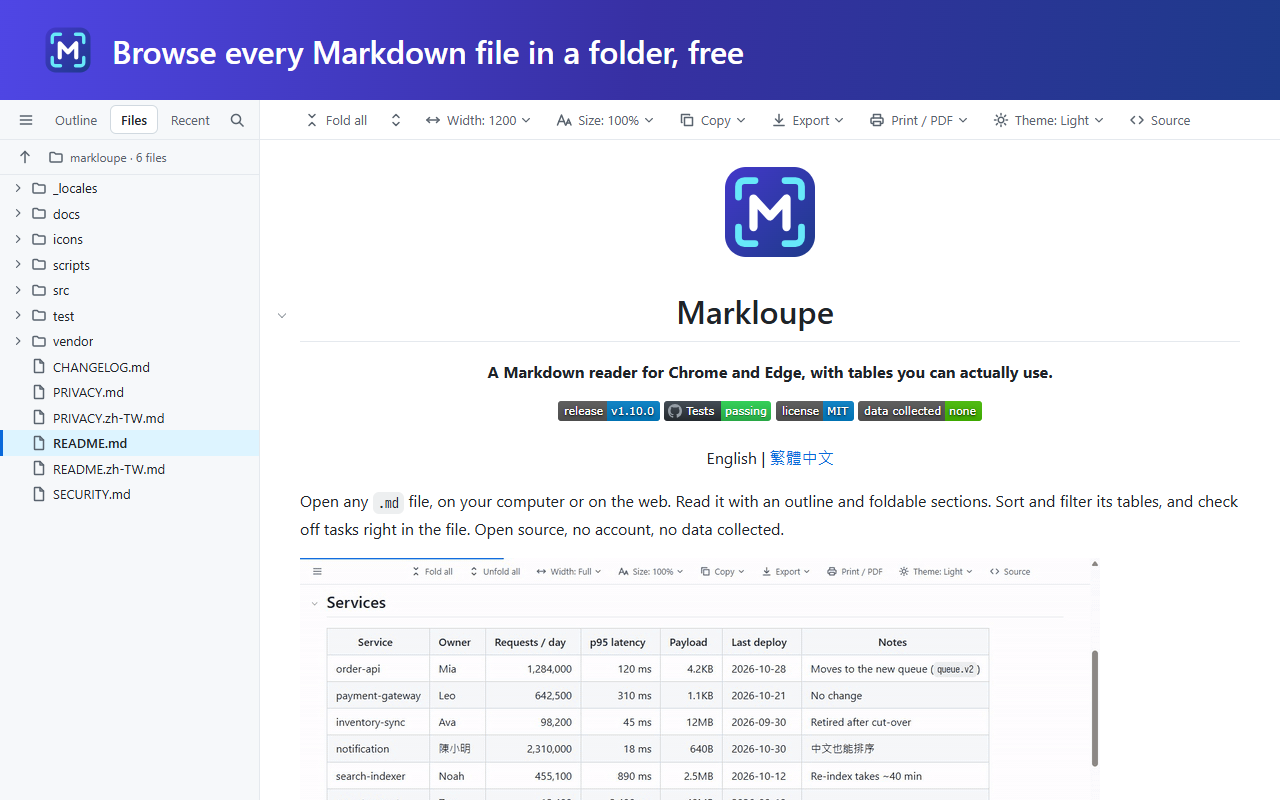 M Browse every Markdown file in a folder, free
Outline Files Recent
Fold all Width: 1200 Size: 100% Copy Export Print / PDF Theme: Light Source
markloupe · 6 files
_locales
docs
icons
scripts
src
test
vendor
CHANGELOG.md
PRIVACY.md
PRIVACY.zh-TW.md
README.md
README.zh-TW.md
SECURITY.md
M
Markloupe
A Markdown reader for Chrome and Edge, with tables you can actually use.
release v1.10.0 Tests passing license MIT data collected none
English | 繁體中文
Open any .md file, on your computer or on the web. Read it with an outline and foldable sections. Sort and filter its tables, and check
off tasks right in the file. Open source, no account, no data collected.
Fold all Unfold all Width: Full Size: 100% Copy Export Print / PDF Theme: Light Source
Services
Service Owner Requests / day p95 latency Payload Last deploy Notes
order-api Mia 1,284,000 120 ms 4.2KB 2026-10-28 Moves to the new queue (queue.v2)
payment-gateway Leo 642,500 310 ms 1.1KB 2026-10-21 No change
inventory-sync Ava 98,200 45 ms 12MB 2026-09-30 Retired after cut-over
notification 陳小明 2,310,000 18 ms 640B 2026-10-30 中文也能排序
search-indexer Noah 455,100 890 ms 2.5MB 2026-10-12 Re-index takes ~40 min